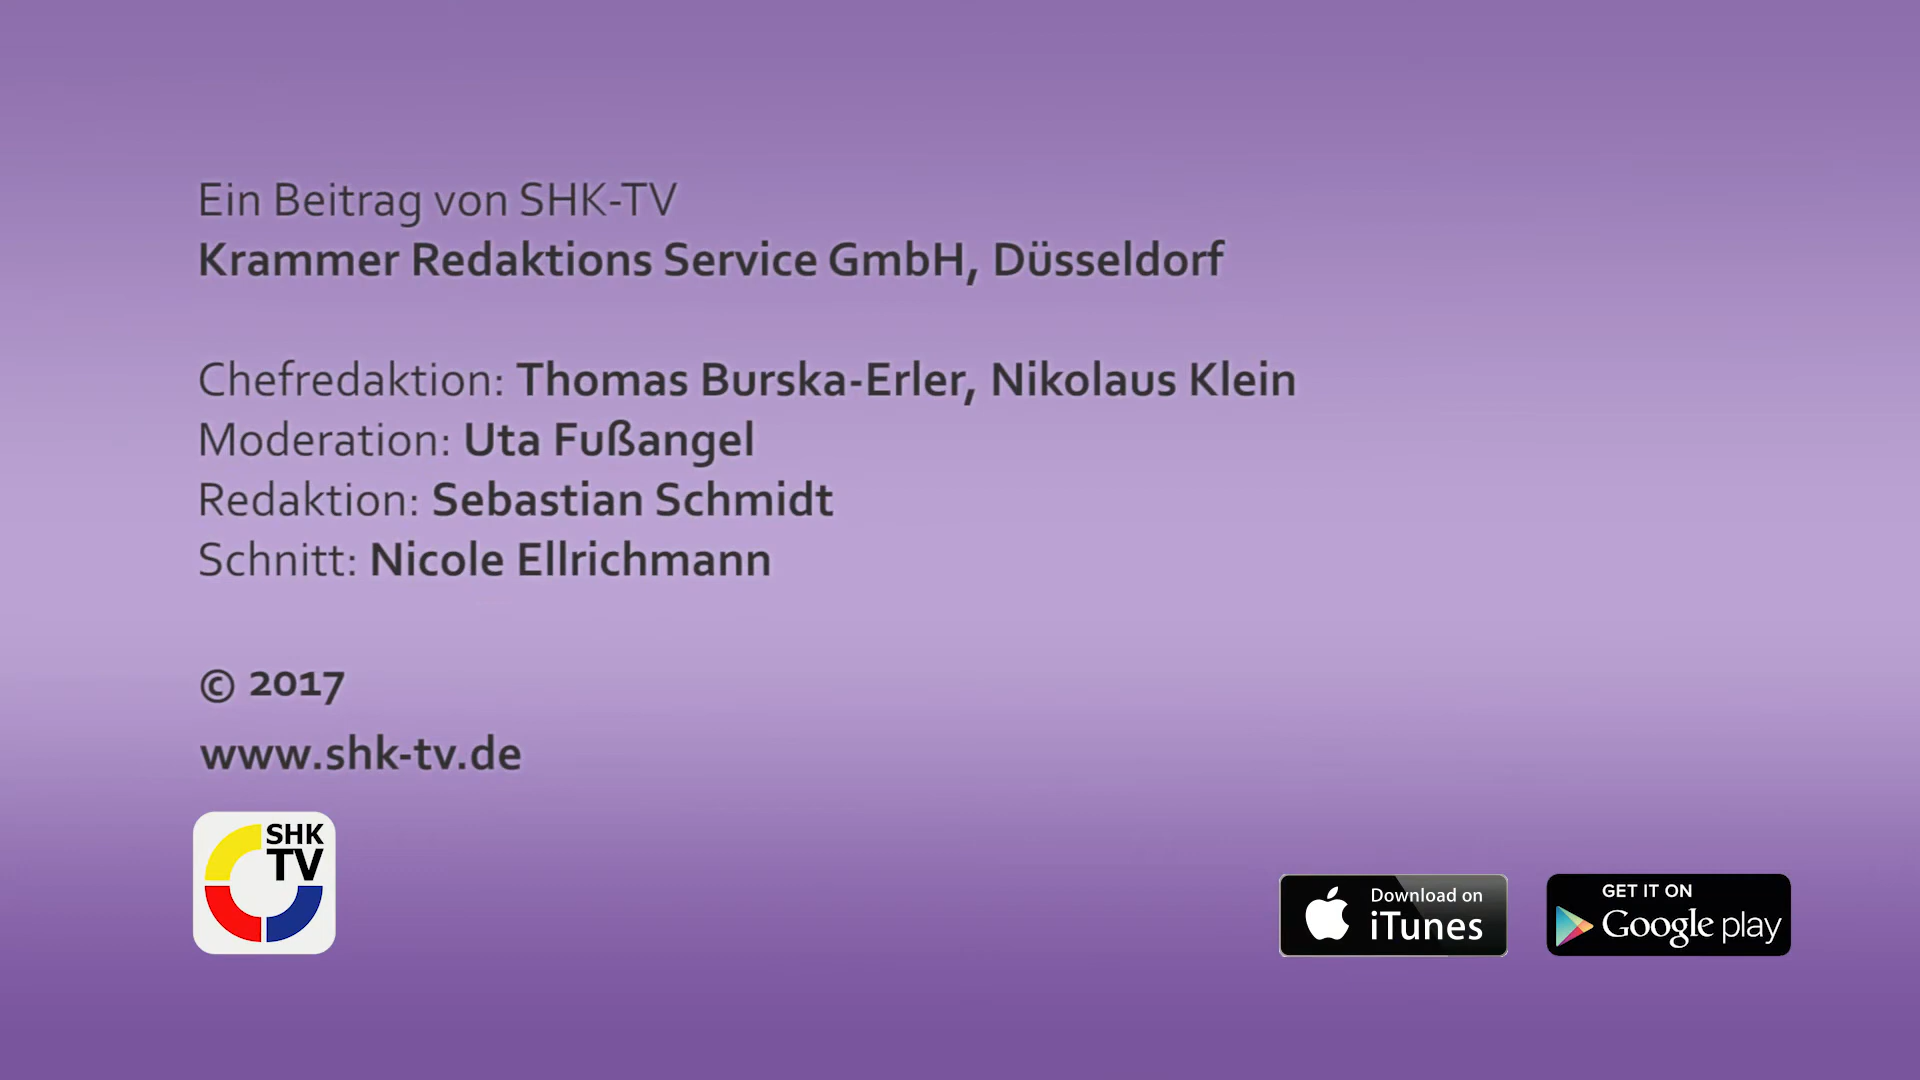 Ein Beitrag von SHK-TV
Krammer Redaktions Service GmbH, Düsseldorf
Chefredaktion: Thomas Burska-Erler, Nikolaus Klein
Moderation: Uta Fußangel
Redaktion: Sebastian Schmidt
Schnitt: Nicole Ellrichmann
© 2017
www.shk-tv.de
SHK
TV
Download on
iTunes
GET IT ON
Google play